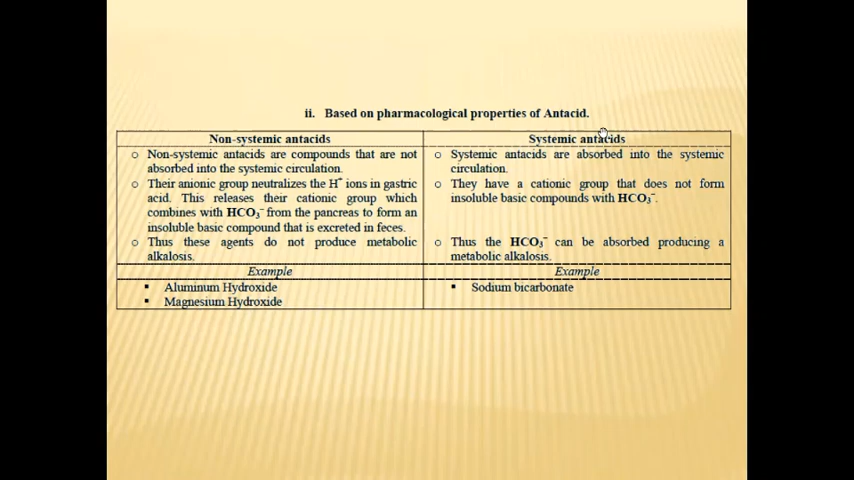 ii. Based on pharmacological properties of Antacid.
Non-systemic antacids
o Non-systemic antacids are compounds that are not
absorbed into the systemic circulation.
o Their anionic group neutralizes the H⁺ ions in gastric
acid. This releases their cationic group which
combines with HCO₃⁻ from the pancreas to form an
insoluble basic compound that is excreted in feces.
o Thus these agents do not produce metabolic
alkalosis.
Example
▪ Aluminum Hydroxide
▪ Magnesium Hydroxide
Systemic antacids
o Systemic antacids are absorbed into the systemic
circulation.
o They have a cationic group that does not form
insoluble basic compounds with HCO₃⁻.
o Thus the HCO₃⁻ can be absorbed producing a
metabolic alkalosis.
Example
▪ Sodium bicarbonate